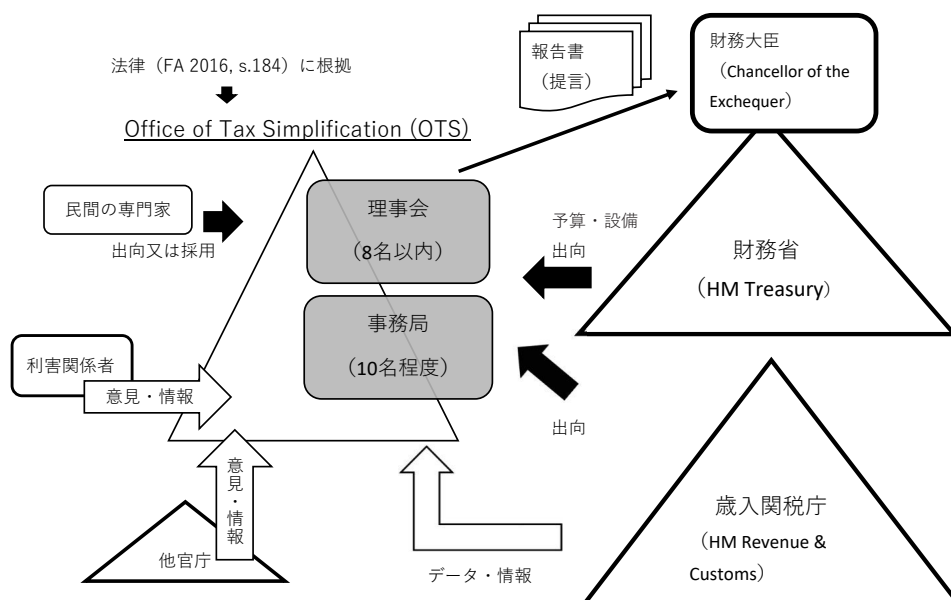 報告書
(提言)
財務大臣
(Chancellor of the
Exchequer)
法律(FA 2016, s.184)に根拠
Office of Tax Simplification (OTS)
民間の専門家
出向又は採用
理事会
(8名以内)
予算・設備
出向
財務省
(HM Treasury)
事務局
(10名程度)
利害関係者
意見・情報
出向
意見・情報
他官庁
データ・情報
歳入関税庁
(HM Revenue &
Customs)